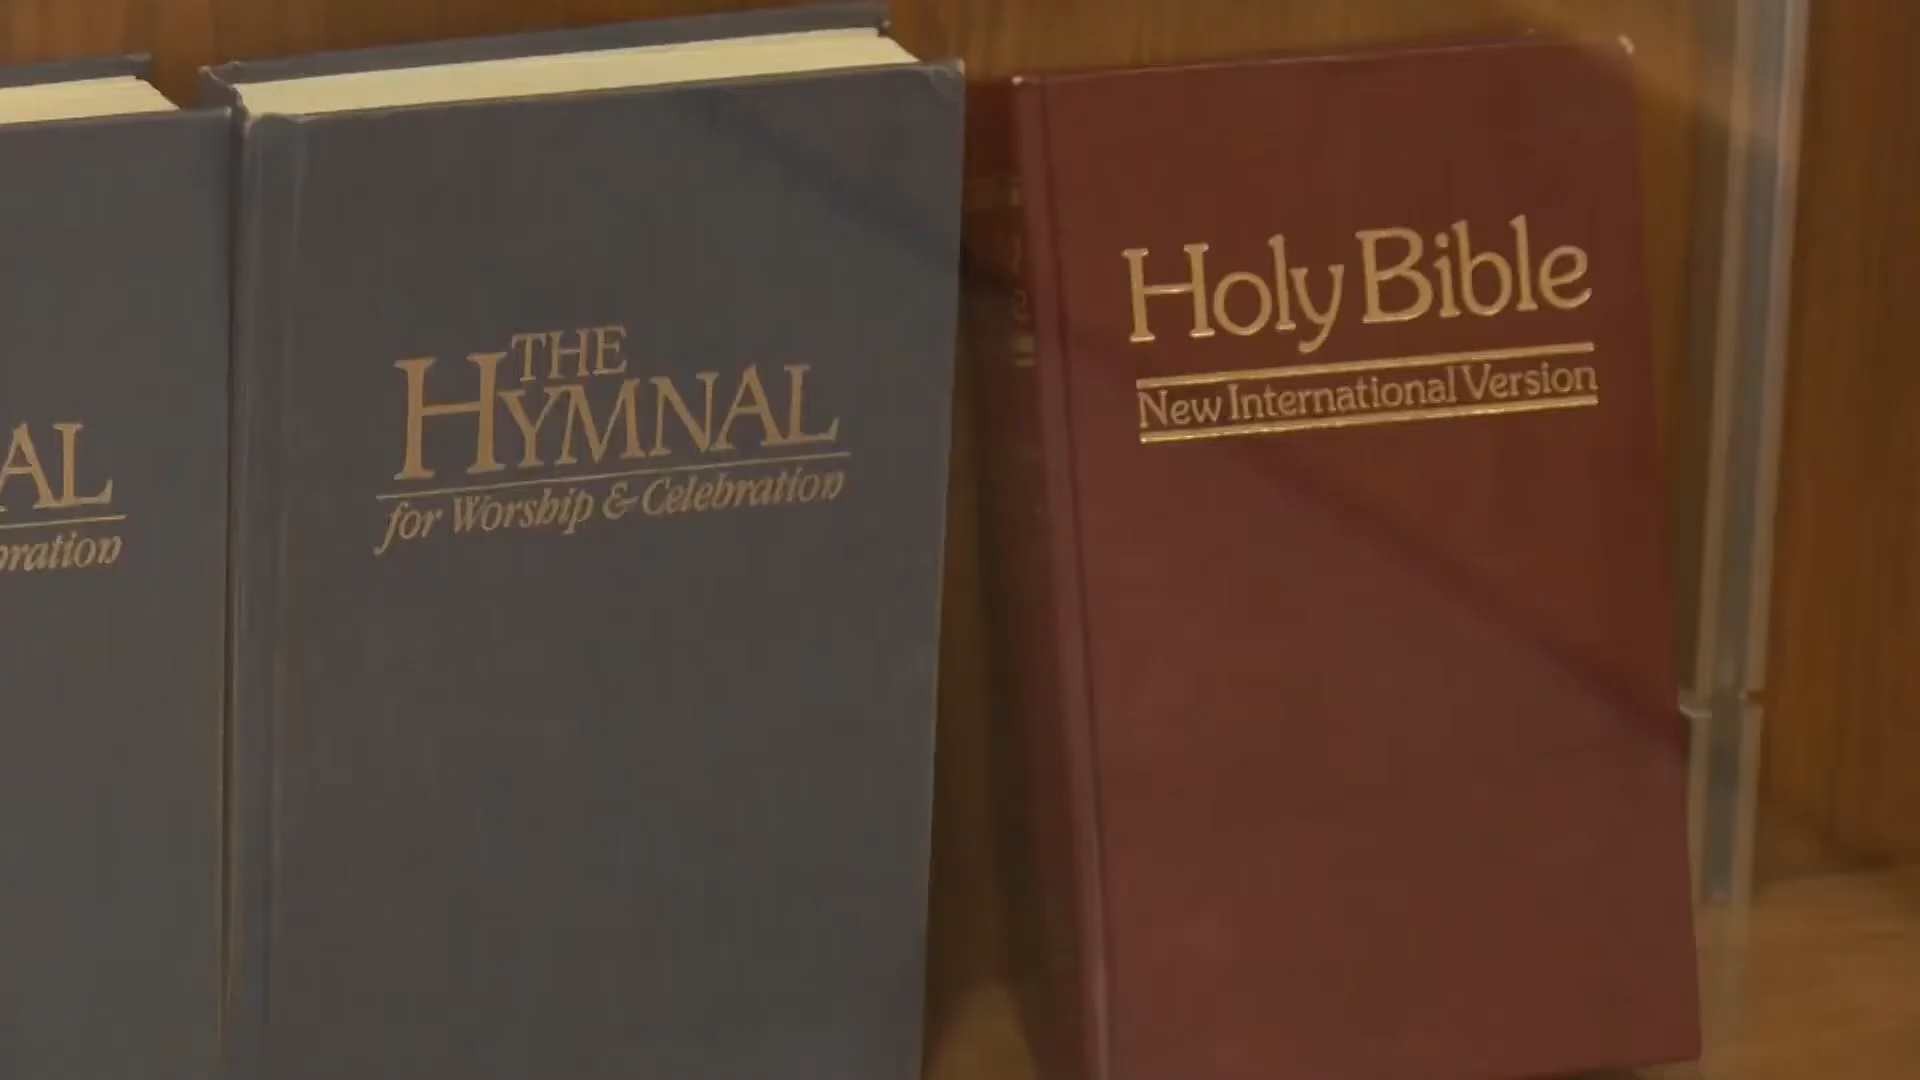 THE
HYMNAL
for Worship & Celebration
Holy Bible
New International Version
AL
bration